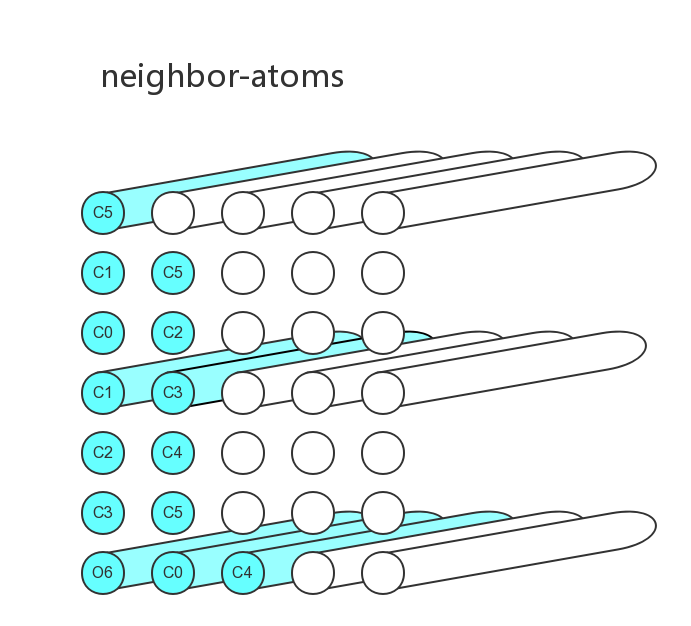 neighbor-atoms
C5
C1 C5
C0 C2
C1 C3
C2 C4
C3 C5
O6 C0 C4